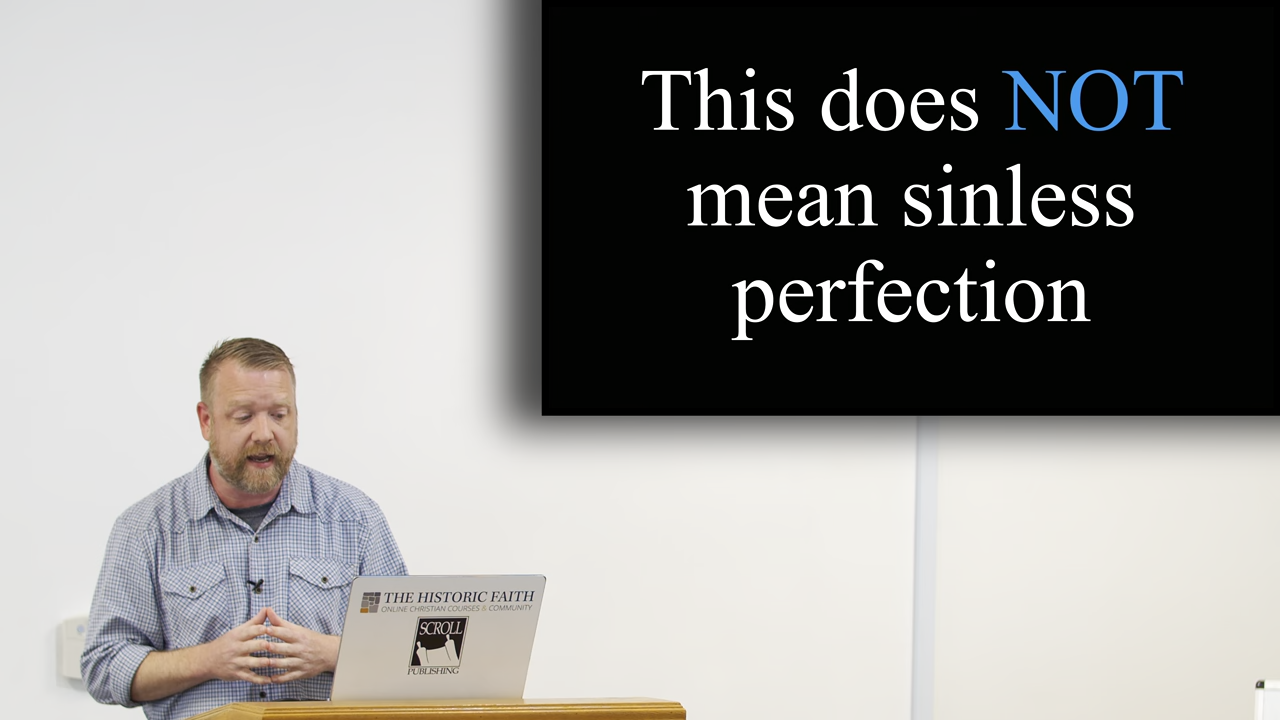 This does NOT
mean sinless
perfection
THE HISTORIC FAITH
ONLINE CHRISTIAN COURSES & COMMUNITY
SCROLL
PUBLISHING